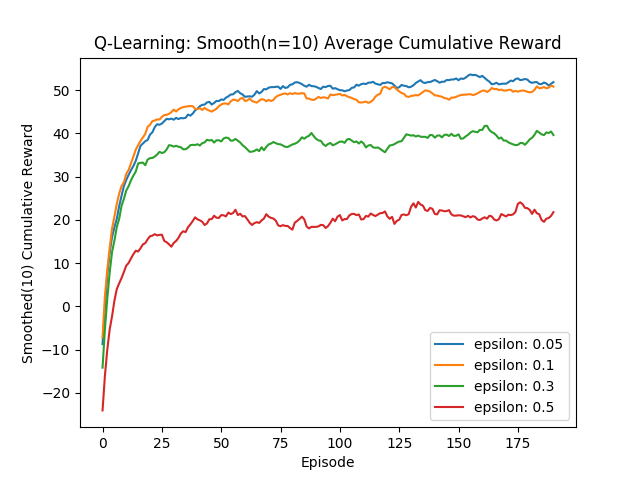 Q-Learning: Smooth(n=10) Average Cumulative Reward
Smoothed(10) Cumulative Reward
50
40
30
20
10
0
−10
−20
epsilon: 0.05
epsilon: 0.1
epsilon: 0.3
epsilon: 0.5
0 25 50 75 100 125 150 175
Episode